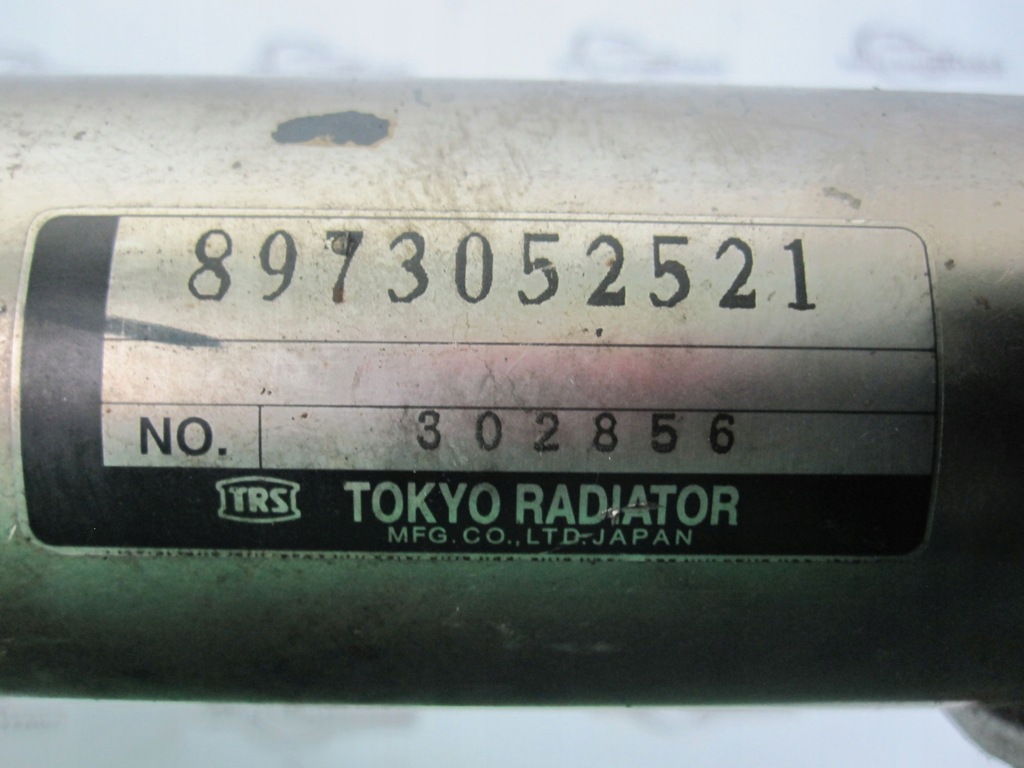 8973052521
NO. 302856
TRS TOKYO RADIATOR
MFG.CO.,LTD.JAPAN